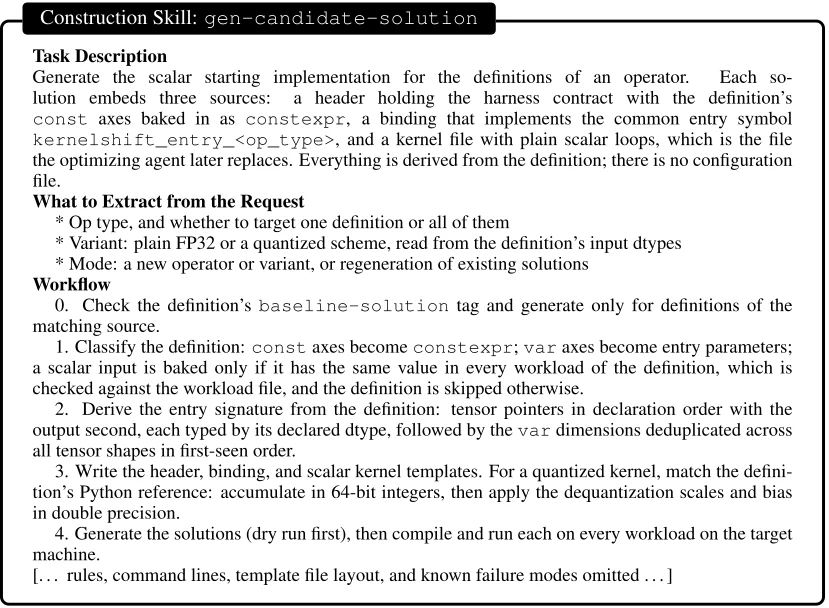 Construction Skill: gen-candidate-solution
Task Description
Generate the scalar starting implementation for the definitions of an operator. Each so-
lution embeds three sources: a header holding the harness contract with the definition's
const axes baked in as constexpr, a binding that implements the common entry symbol
kernelshift_entry_<op_type>, and a kernel file with plain scalar loops, which is the file
the optimizing agent later replaces. Everything is derived from the definition; there is no configuration
file.
What to Extract from the Request
* Op type, and whether to target one definition or all of them
* Variant: plain FP32 or a quantized scheme, read from the definition's input dtypes
* Mode: a new operator or variant, or regeneration of existing solutions
Workflow
0. Check the definition's baseline-solution tag and generate only for definitions of the
matching source.
1. Classify the definition: const axes become constexpr; var axes become entry parameters;
a scalar input is baked only if it has the same value in every workload of the definition, which is
checked against the workload file, and the definition is skipped otherwise.
2. Derive the entry signature from the definition: tensor pointers in declaration order with the
output second, each typed by its declared dtype, followed by the var dimensions deduplicated across
all tensor shapes in first-seen order.
3. Write the header, binding, and scalar kernel templates. For a quantized kernel, match the defini-
tion's Python reference: accumulate in 64-bit integers, then apply the dequantization scales and bias
in double precision.
4. Generate the solutions (dry run first), then compile and run each on every workload on the target
machine.
[... rules, command lines, template file layout, and known failure modes omitted ...]